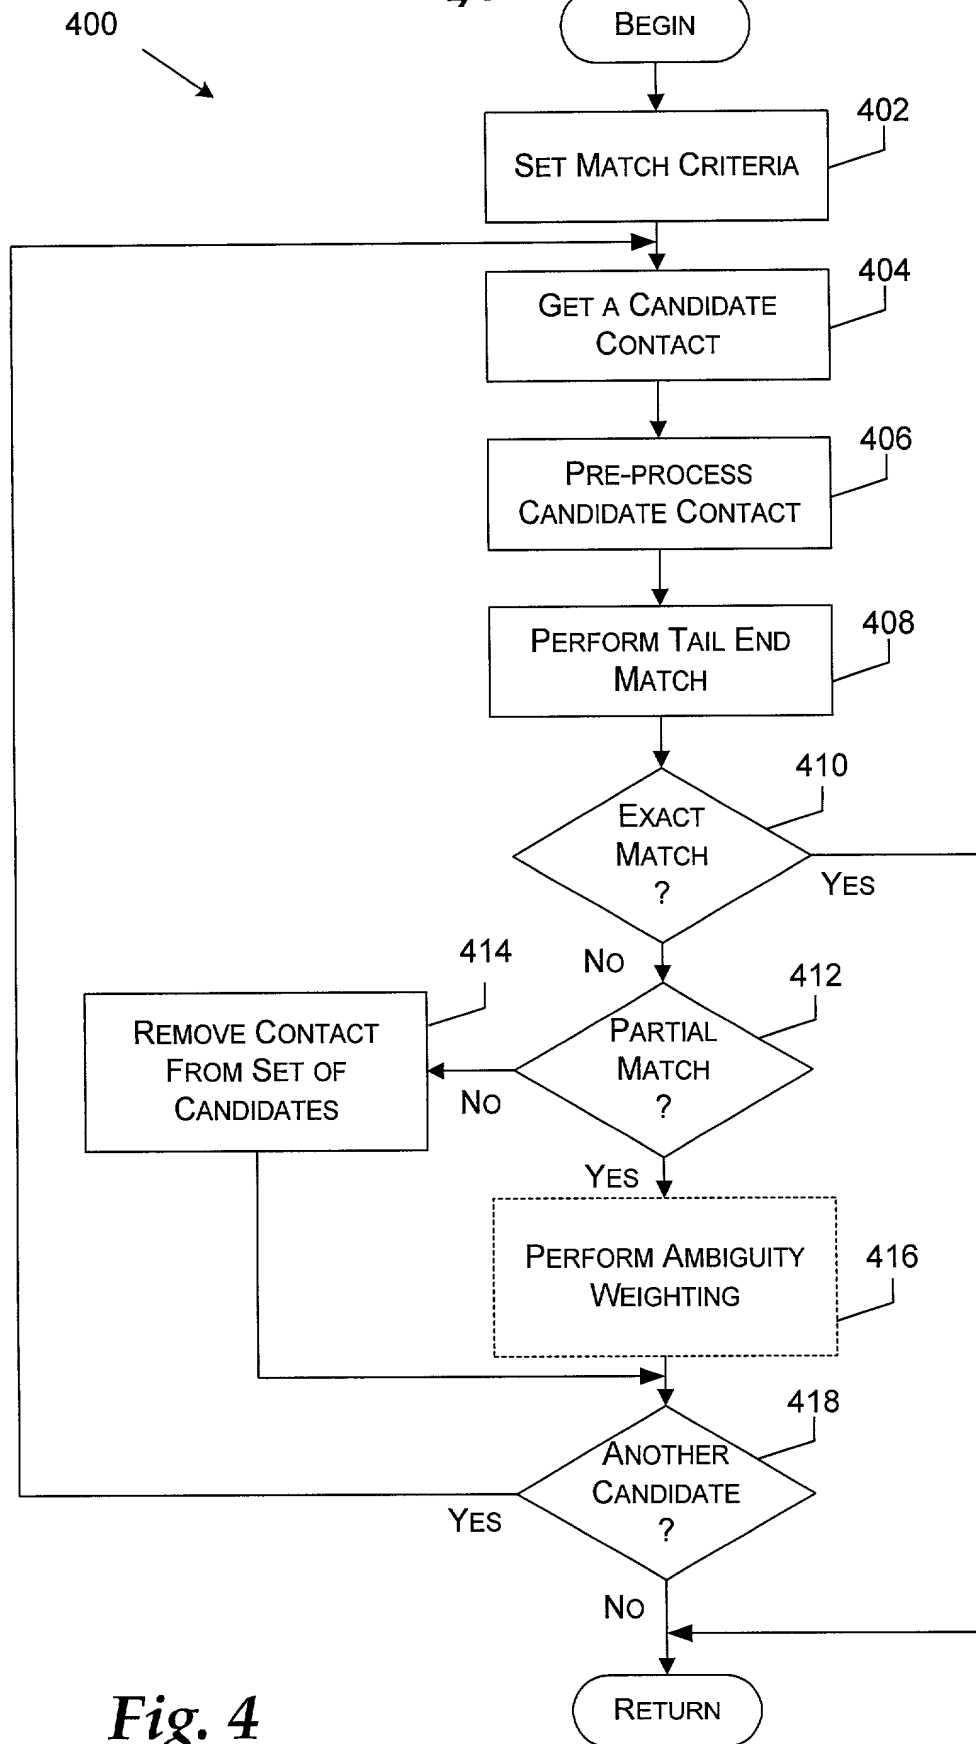 400
BEGIN
402
SET MATCH CRITERIA
404
GET A CANDIDATE
CONTACT
406
PRE-PROCESS
CANDIDATE CONTACT
408
PERFORM TAIL END
MATCH
410
EXACT
MATCH
?
YES
NO
414
412
REMOVE CONTACT
FROM SET OF
CANDIDATES
PARTIAL
MATCH
?
NO
YES
PERFORM AMBIGUITY
WEIGHTING
416
418
ANOTHER
CANDIDATE
?
YES
NO
RETURN
Fig. 4